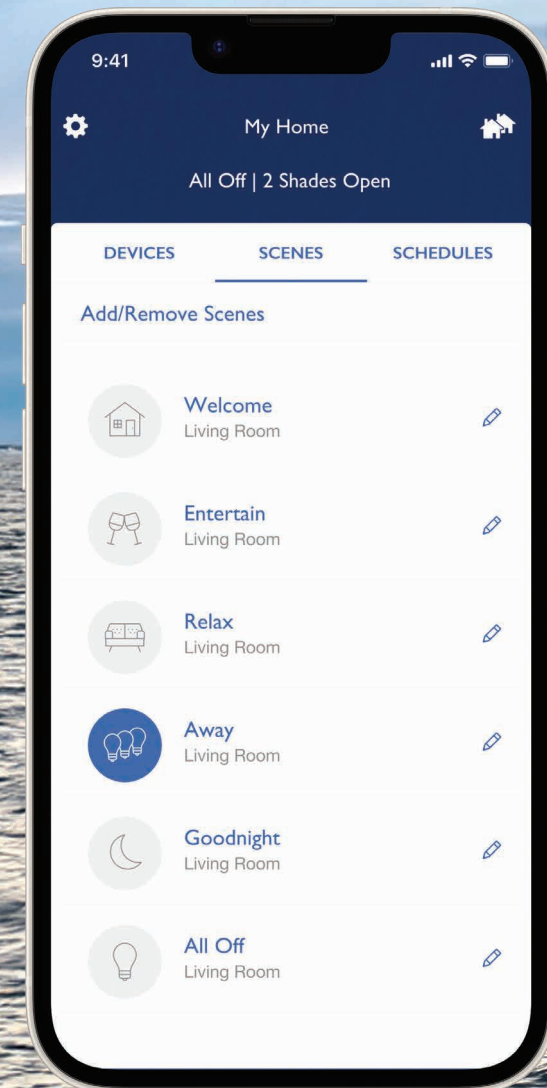 9:41
My Home
All Off | 2 Shades Open
DEVICES SCENES SCHEDULES
Add/Remove Scenes
Welcome
Living Room
Entertain
Living Room
Relax
Living Room
Away
Living Room
Goodnight
Living Room
All Off
Living Room